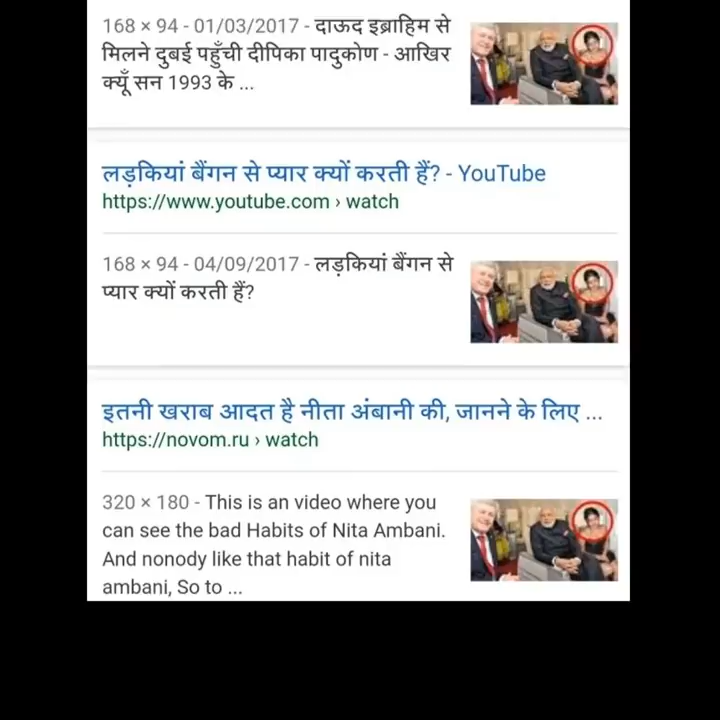 168 × 94 - 01/03/2017 - दाऊद इब्राहिम से
मिलने दुबई पहुँची दीपिका पादुकोण - आखिर
क्यूँ सन 1993 के ...
लड़कियां बैंगन से प्यार क्यों करती हैं? - YouTube
https://www.youtube.com › watch
168 × 94 - 04/09/2017 - लड़कियां बैंगन से
प्यार क्यों करती हैं?
इतनी खराब आदत है नीता अंबानी की, जानने के लिए ...
https://novom.ru › watch
320 × 180 - This is an video where you
can see the bad Habits of Nita Ambani.
And nonody like that habit of nita
ambani, So to ...